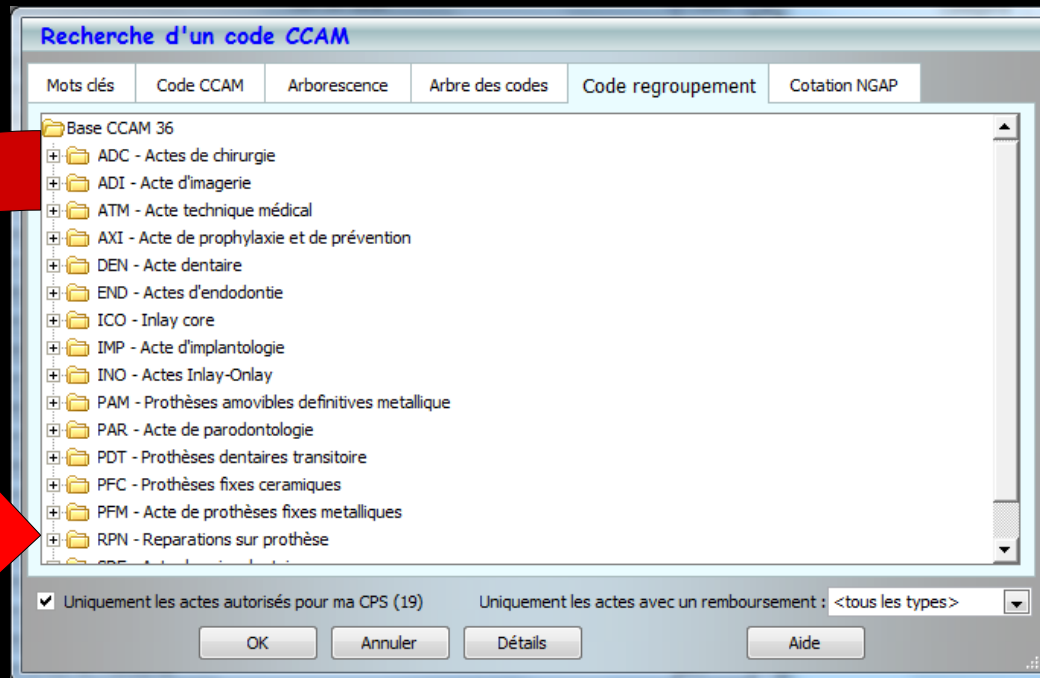 Recherche d'un code CCAM
Mots clés Code CCAM Arborescence Arbre des codes Code regroupement Cotation NGAP
Base CCAM 36
ADC - Actes de chirurgie
ADI - Acte d'imagerie
ATM - Acte technique médical
AXI - Acte de prophylaxie et de prévention
DEN - Acte dentaire
END - Actes d'endodontie
ICO - Inlay core
IMP - Acte d'implantologie
INO - Actes Inlay-Onlay
PAM - Prothèses amovibles definitives metallique
PAR - Acte de parodontologie
PDT - Prothèses dentaires transitoire
PFC - Prothèses fixes ceramiques
PFM - Acte de prothèses fixes metalliques
RPN - Reparations sur prothèse
Uniquement les actes autorisés pour ma CPS (19) Uniquement les actes avec un remboursement : <tous les types>
OK Annuler Détails Aide